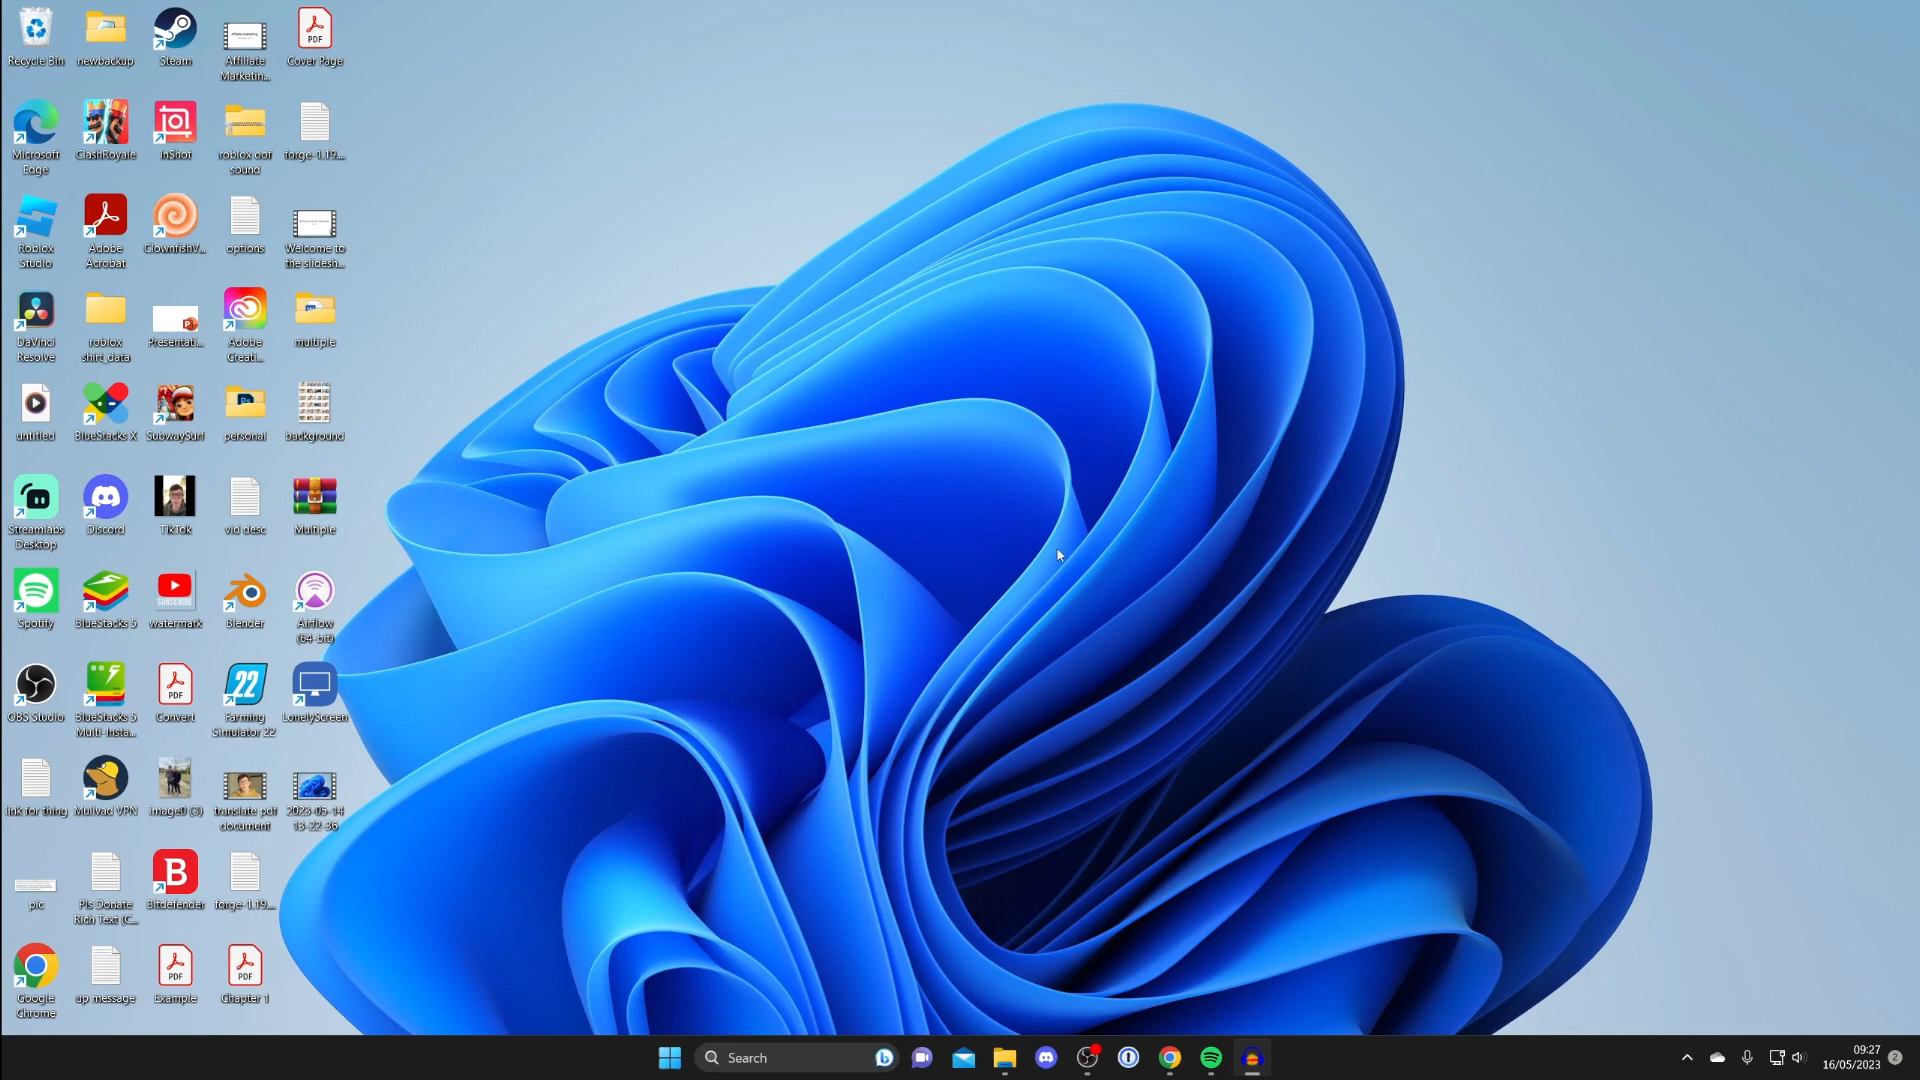 Recycle Bin
newbackup
Steam
Affiliate
Marketin...
Cover Page
Microsoft
Edge
ClashRoyale
InShot
roblox oof
sound
forge-1.19....
Roblox
Studio
Adobe
Acrobat
ClownfishV...
options
Welcome to
the slidesh...
DaVinci
Resolve
roblox
shirt_data
Presentati...
Adobe
Creati...
multiple
untitled
BlueStacks X
SubwaySurf
personal
background
Streamlabs
Desktop
Discord
TikTok
vid desc
Multiple
Spotify
BlueStacks 5
SUBSCRIBE
watermark
Blender
Airflow
(64-bit)
OBS Studio
BlueStacks 5
Multi-Insta...
Convert
22
Farming
Simulator 22
LonelyScreen
link for thing
Mullvad VPN
image0 (3)
translate pdf
document
2023-05-14
13-22-36
pic
Pls Donate
Rich Text (C...
B
Bitdefender
forge-1.19....
Google
Chrome
up message
PDF
Example
PDF
Chapter 1
Search
09:27
16/05/2023
2